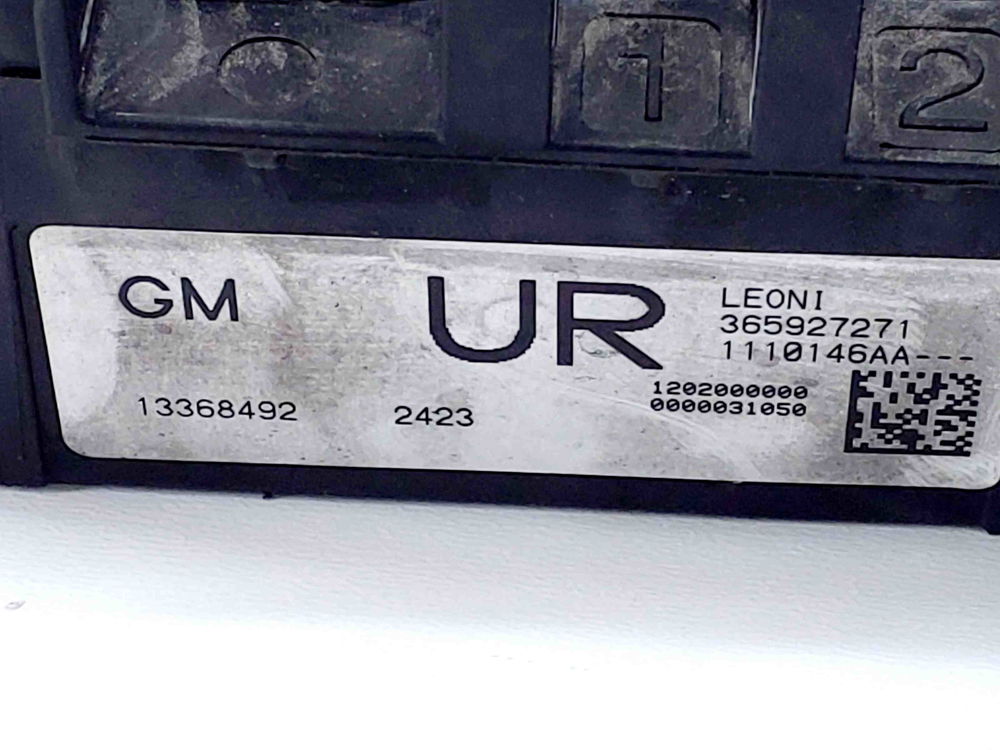 1 2
GM UR LEONI
365927271
1110146AA---
1202000000
0000031050
13368492 2423